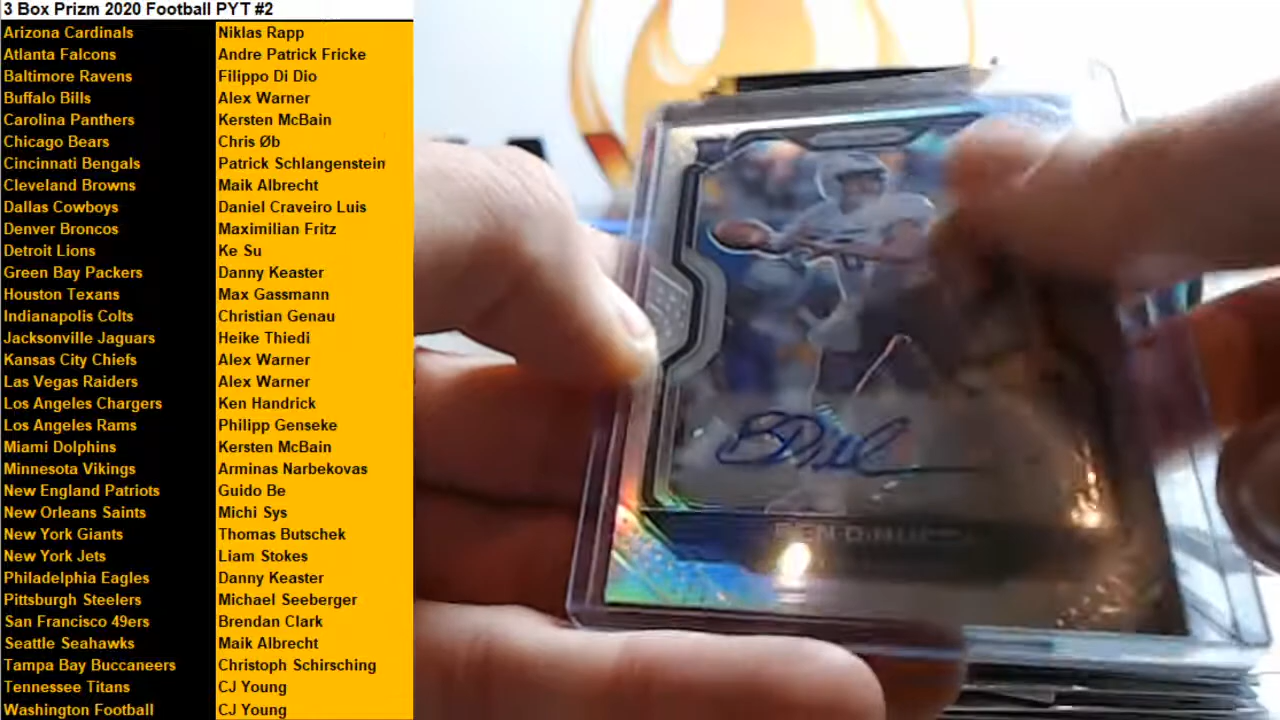 3 Box Prizm 2020 Football PYT #2
Arizona Cardinals Niklas Rapp
Atlanta Falcons Andre Patrick Fricke
Baltimore Ravens Filippo Di Dio
Buffalo Bills Alex Warner
Carolina Panthers Kersten McBain
Chicago Bears Chris Øb
Cincinnati Bengals Patrick Schlangenstein
Cleveland Browns Maik Albrecht
Dallas Cowboys Daniel Craveiro Luis
Denver Broncos Maximilian Fritz
Detroit Lions Ke Su
Green Bay Packers Danny Keaster
Houston Texans Max Gassmann
Indianapolis Colts Christian Genau
Jacksonville Jaguars Heike Thiedi
Kansas City Chiefs Alex Warner
Las Vegas Raiders Alex Warner
Los Angeles Chargers Ken Handrick
Los Angeles Rams Philipp Genseke
Miami Dolphins Kersten McBain
Minnesota Vikings Arminas Narbekovas
New England Patriots Guido Be
New Orleans Saints Michi Sys
New York Giants Thomas Butschek
New York Jets Liam Stokes
Philadelphia Eagles Danny Keaster
Pittsburgh Steelers Michael Seeberger
San Francisco 49ers Brendan Clark
Seattle Seahawks Maik Albrecht
Tampa Bay Buccaneers Christoph Schirsching
Tennessee Titans CJ Young
Washington Football CJ Young
BEN